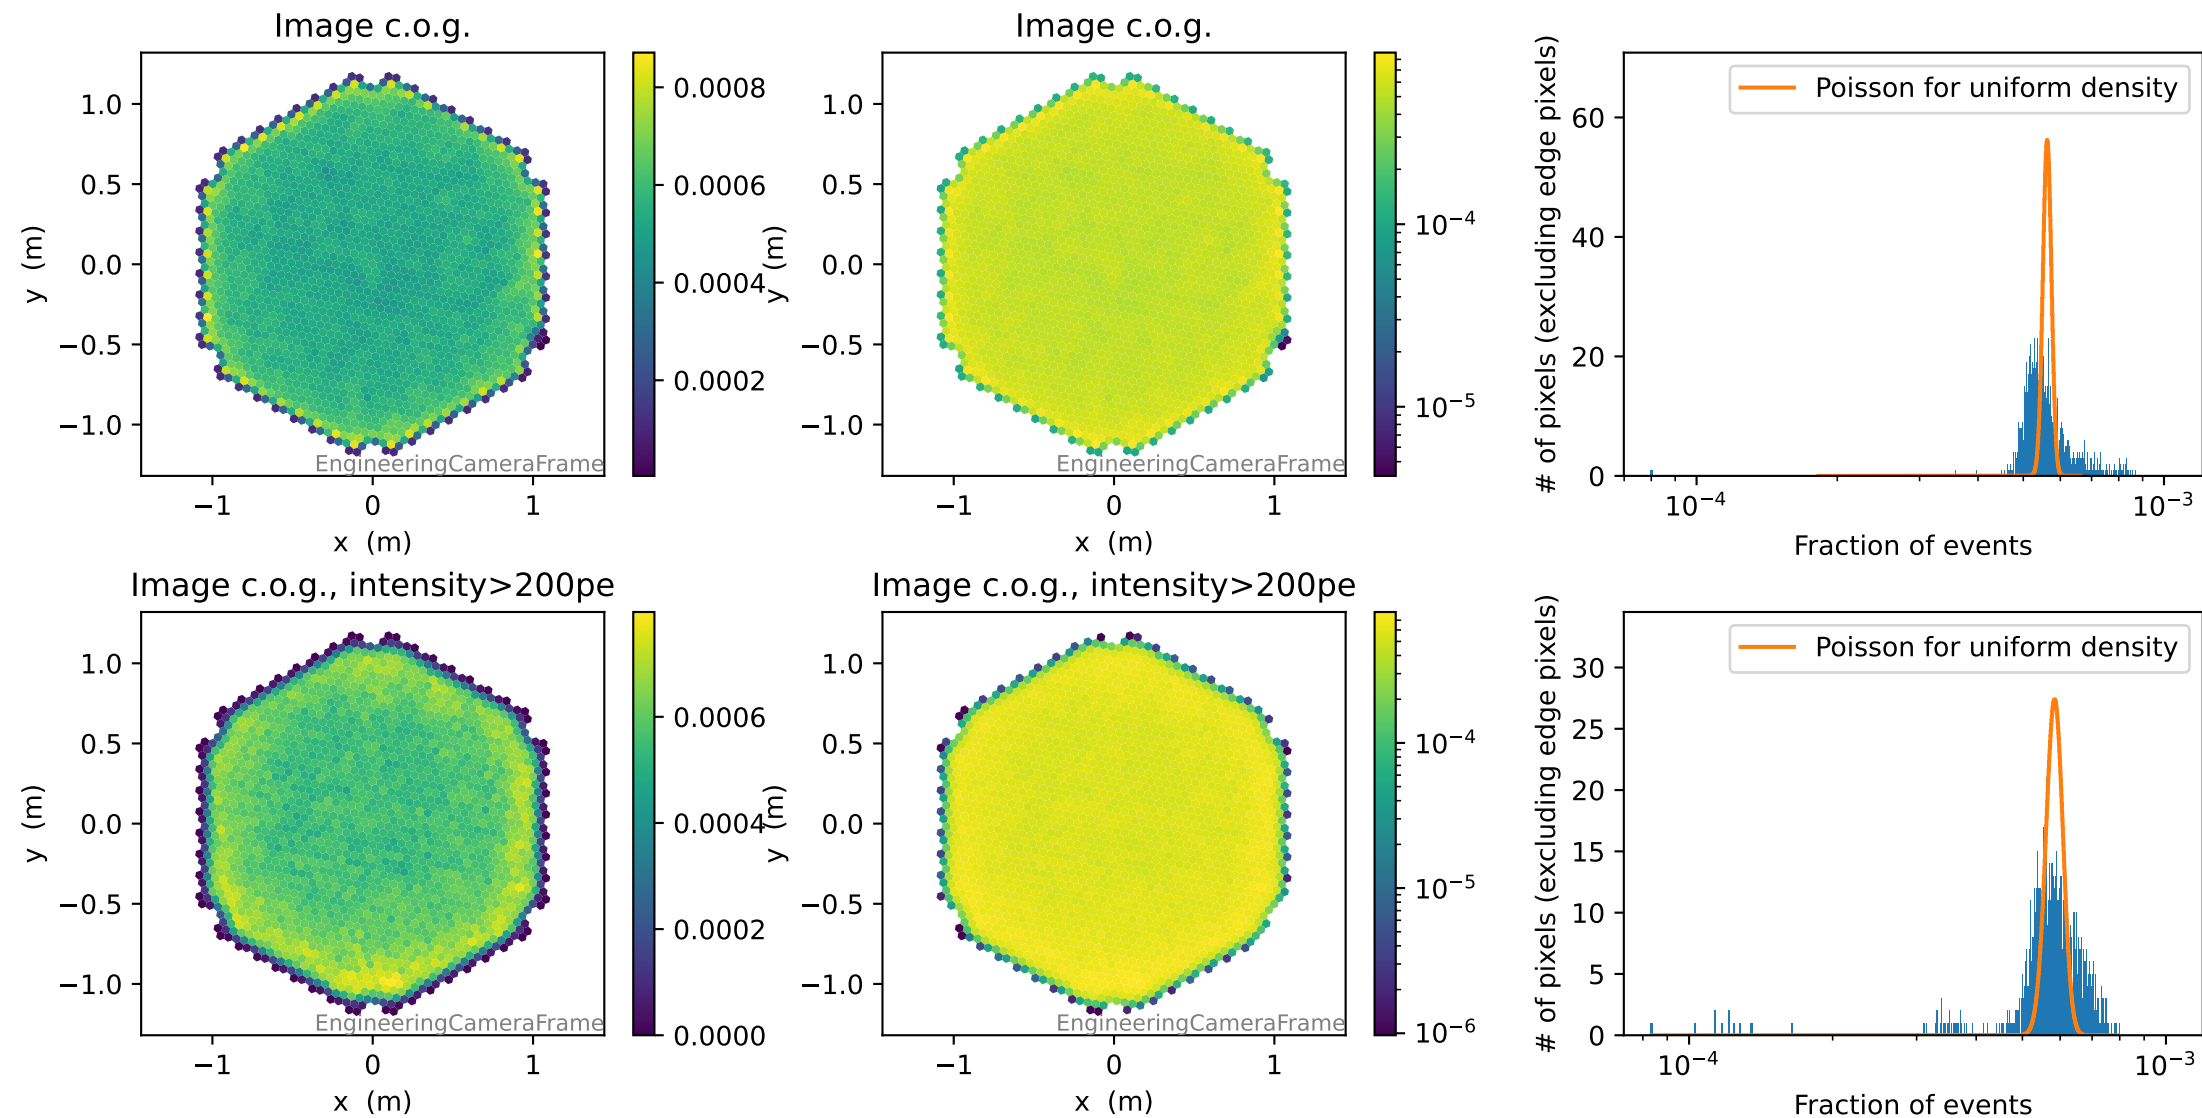 Image c.o.g.
1.0
0.5
0.0
−0.5
−1.0
−1
0
1
y (m)
x (m)
EngineeringCameraFrame
0.0008
0.0006
0.0004
0.0002
Image c.o.g.
1.0
0.5
0.0
−0.5
−1.0
−1
0
1
y (m)
x (m)
EngineeringCameraFrame
10−4
10−5
# of pixels (excluding edge pixels)
60
40
20
0
10−4
10−3
Fraction of events
Poisson for uniform density
Image c.o.g., intensity>200pe
1.0
0.5
0.0
−0.5
−1.0
−1
0
1
y (m)
x (m)
EngineeringCameraFrame
0.0006
0.0004
0.0002
0.0000
Image c.o.g., intensity>200pe
1.0
0.5
0.0
−0.5
−1.0
−1
0
1
y (m)
x (m)
EngineeringCameraFrame
10−4
10−5
10−6
# of pixels (excluding edge pixels)
30
25
20
15
10
5
0
10−4
10−3
Fraction of events
Poisson for uniform density